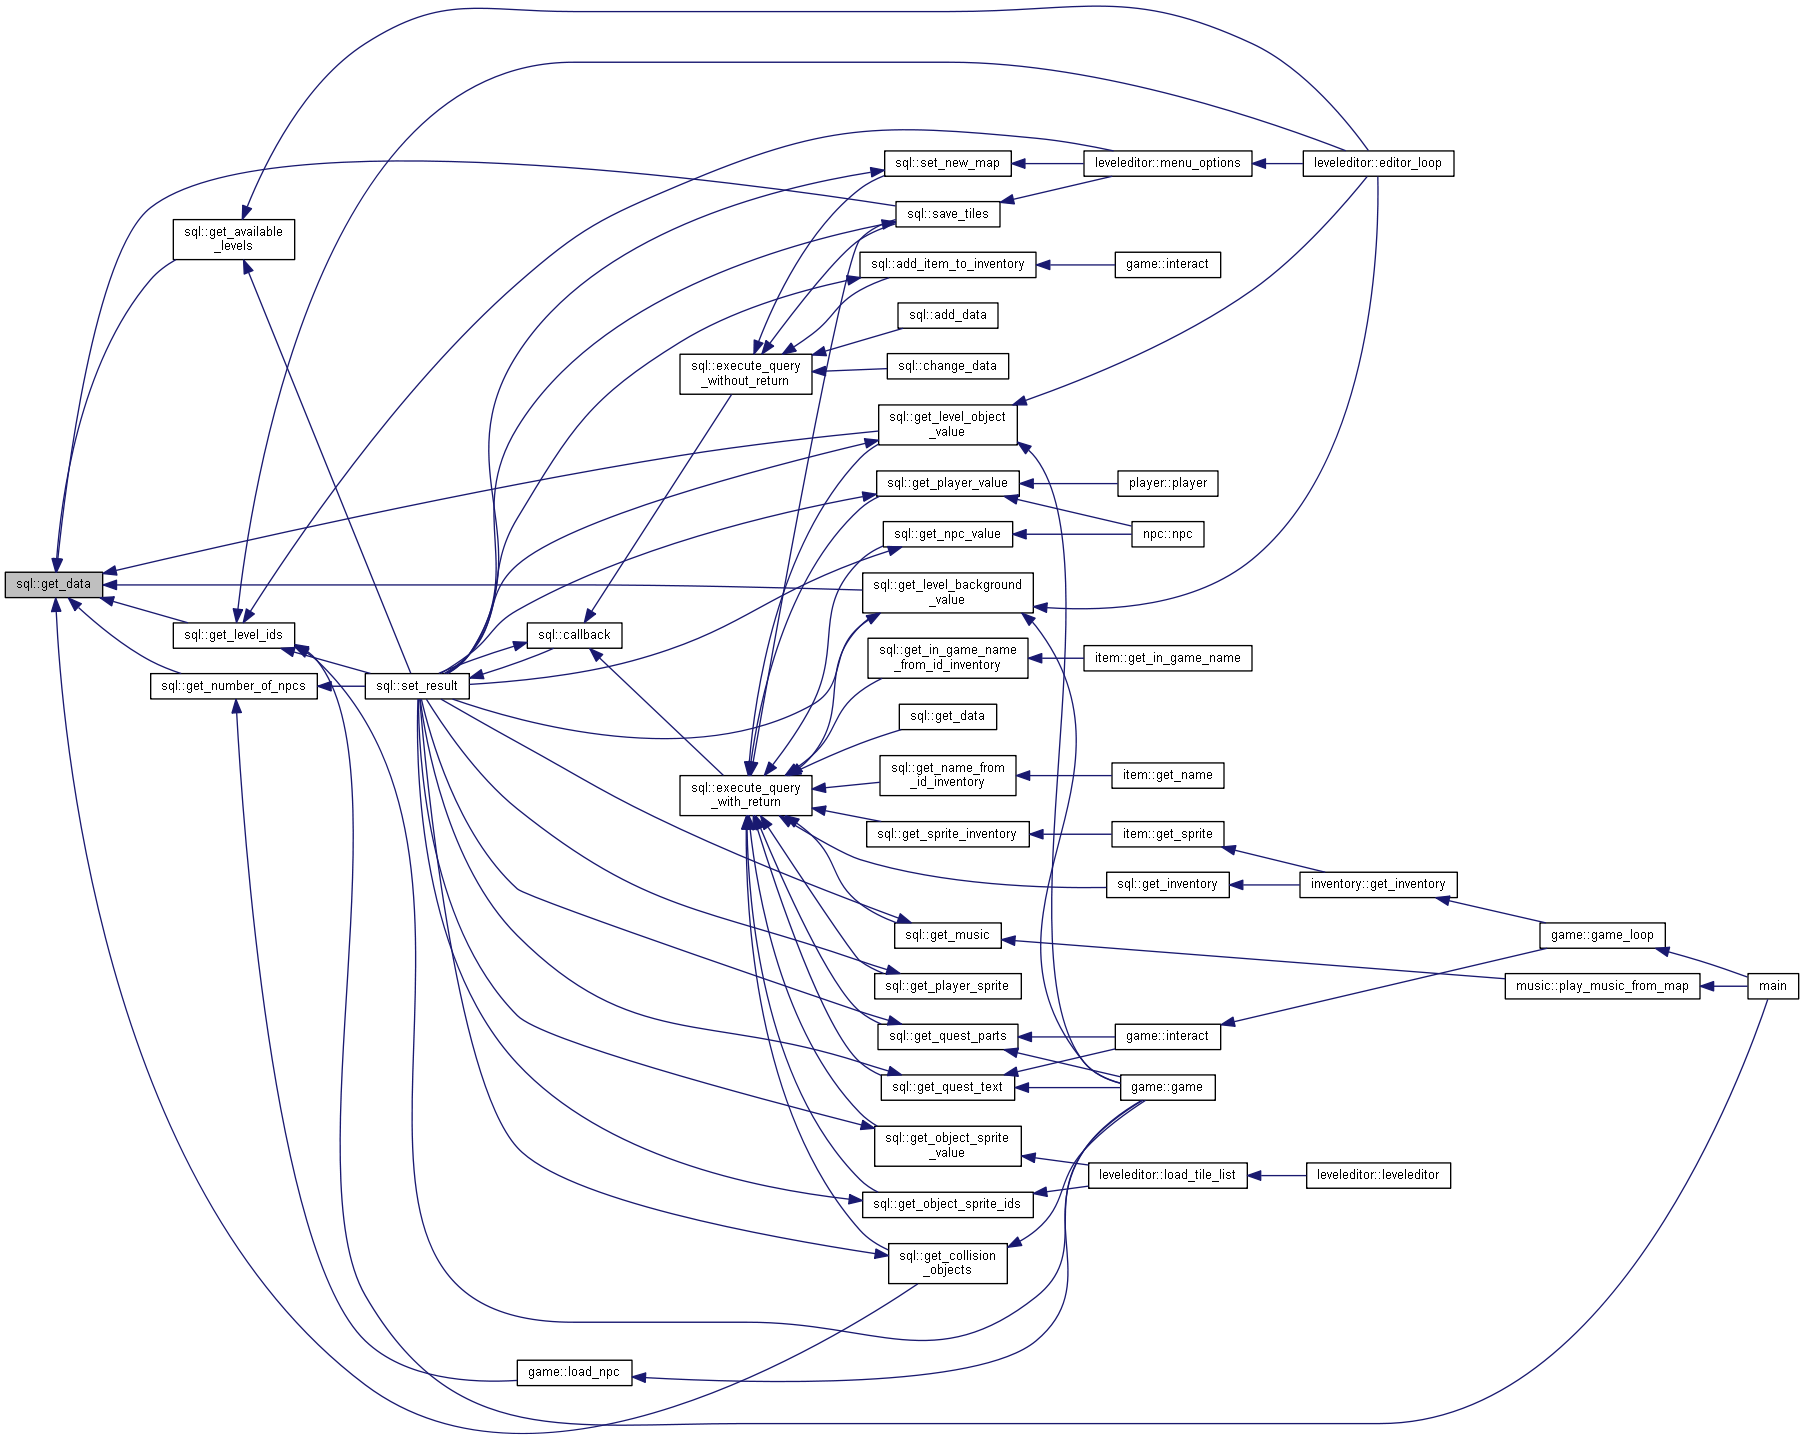 sql::get_data
sql::get_available
_levels
sql::get_level_ids
sql::get_number_of_npcs
sql::set_result
sql::callback
game::load_npc
sql::execute_query
_without_return
sql::execute_query
_with_return
sql::set_new_map
sql::save_tiles
sql::add_item_to_inventory
sql::add_data
sql::change_data
sql::get_level_object
_value
sql::get_player_value
sql::get_npc_value
sql::get_level_background
_value
sql::get_in_game_name
_from_id_inventory
sql::get_data
sql::get_name_from
_id_inventory
sql::get_sprite_inventory
sql::get_inventory
sql::get_music
sql::get_player_sprite
sql::get_quest_parts
sql::get_quest_text
sql::get_object_sprite
_value
sql::get_object_sprite_ids
sql::get_collision
_objects
leveleditor::menu_options
game::interact
player::player
npc::npc
item::get_in_game_name
item::get_name
item::get_sprite
game::interact
game::game
leveleditor::load_tile_list
leveleditor::editor_loop
inventory::get_inventory
leveleditor::leveleditor
game::game_loop
music::play_music_from_map
main